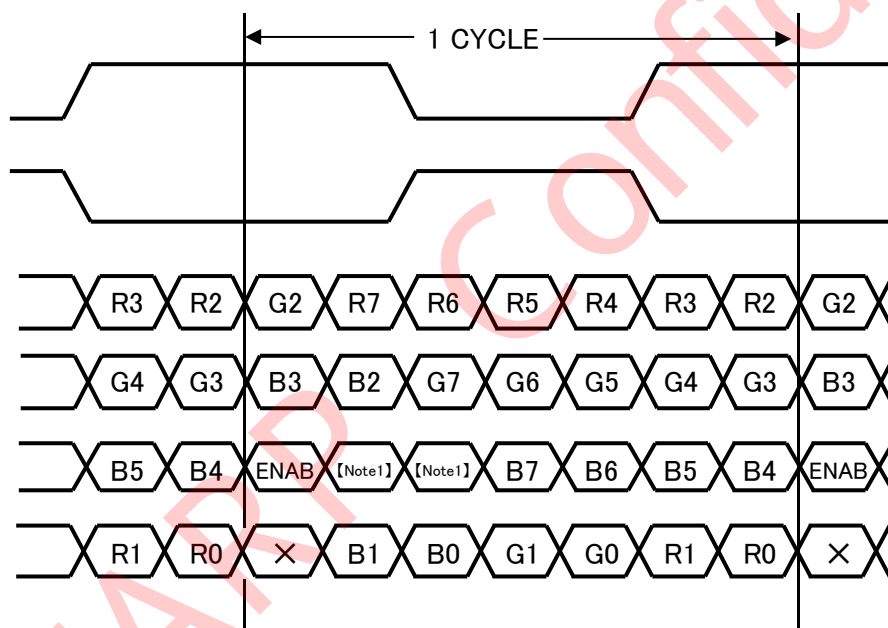 1 CYCLE
R3 R2 G2 R7 R6 R5 R4 R3 R2 G2
G4 G3 B3 B2 G7 G6 G5 G4 G3 B3
B5 B4 ENAB 【Note1】 【Note1】 B7 B6 B5 B4 ENAB
R1 R0 × B1 B0 G1 G0 R1 R0 ×
ARP Confid